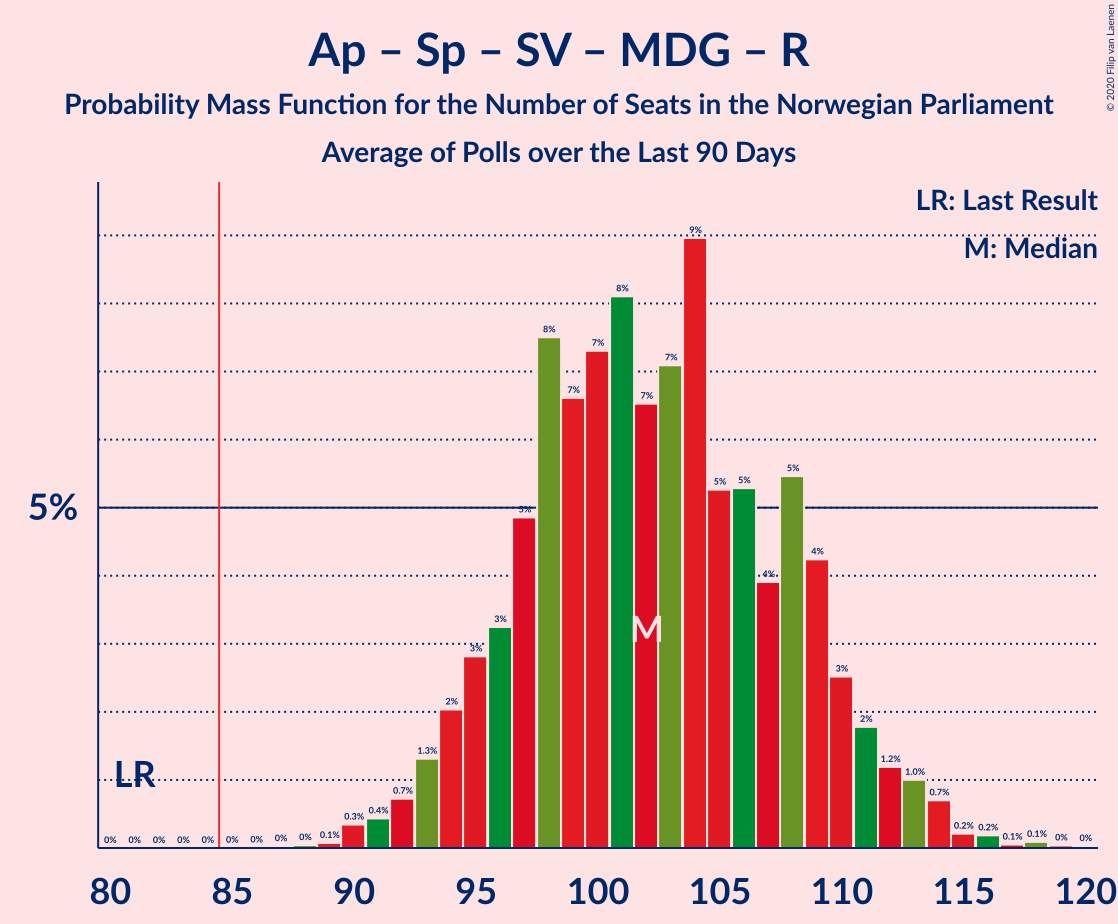 © 2020 Filip van Laenen
Ap – Sp – SV – MDG – R
Probability Mass Function for the Number of Seats in the Norwegian Parliament
Average of Polls over the Last 90 Days
LR: Last Result
M: Median
5%
LR
M
0% 0% 0% 0% 0% 0% 0% 0% 0% 0.1% 0.3% 0.4% 0.7% 1.3% 2% 3% 3% 5% 8% 7% 7% 8% 7% 7% 9% 5% 5% 4% 5% 4% 3% 2% 1.2% 1.0% 0.7% 0.2% 0.2% 0.1% 0.1% 0% 0%
80 85 90 95 100 105 110 115 120